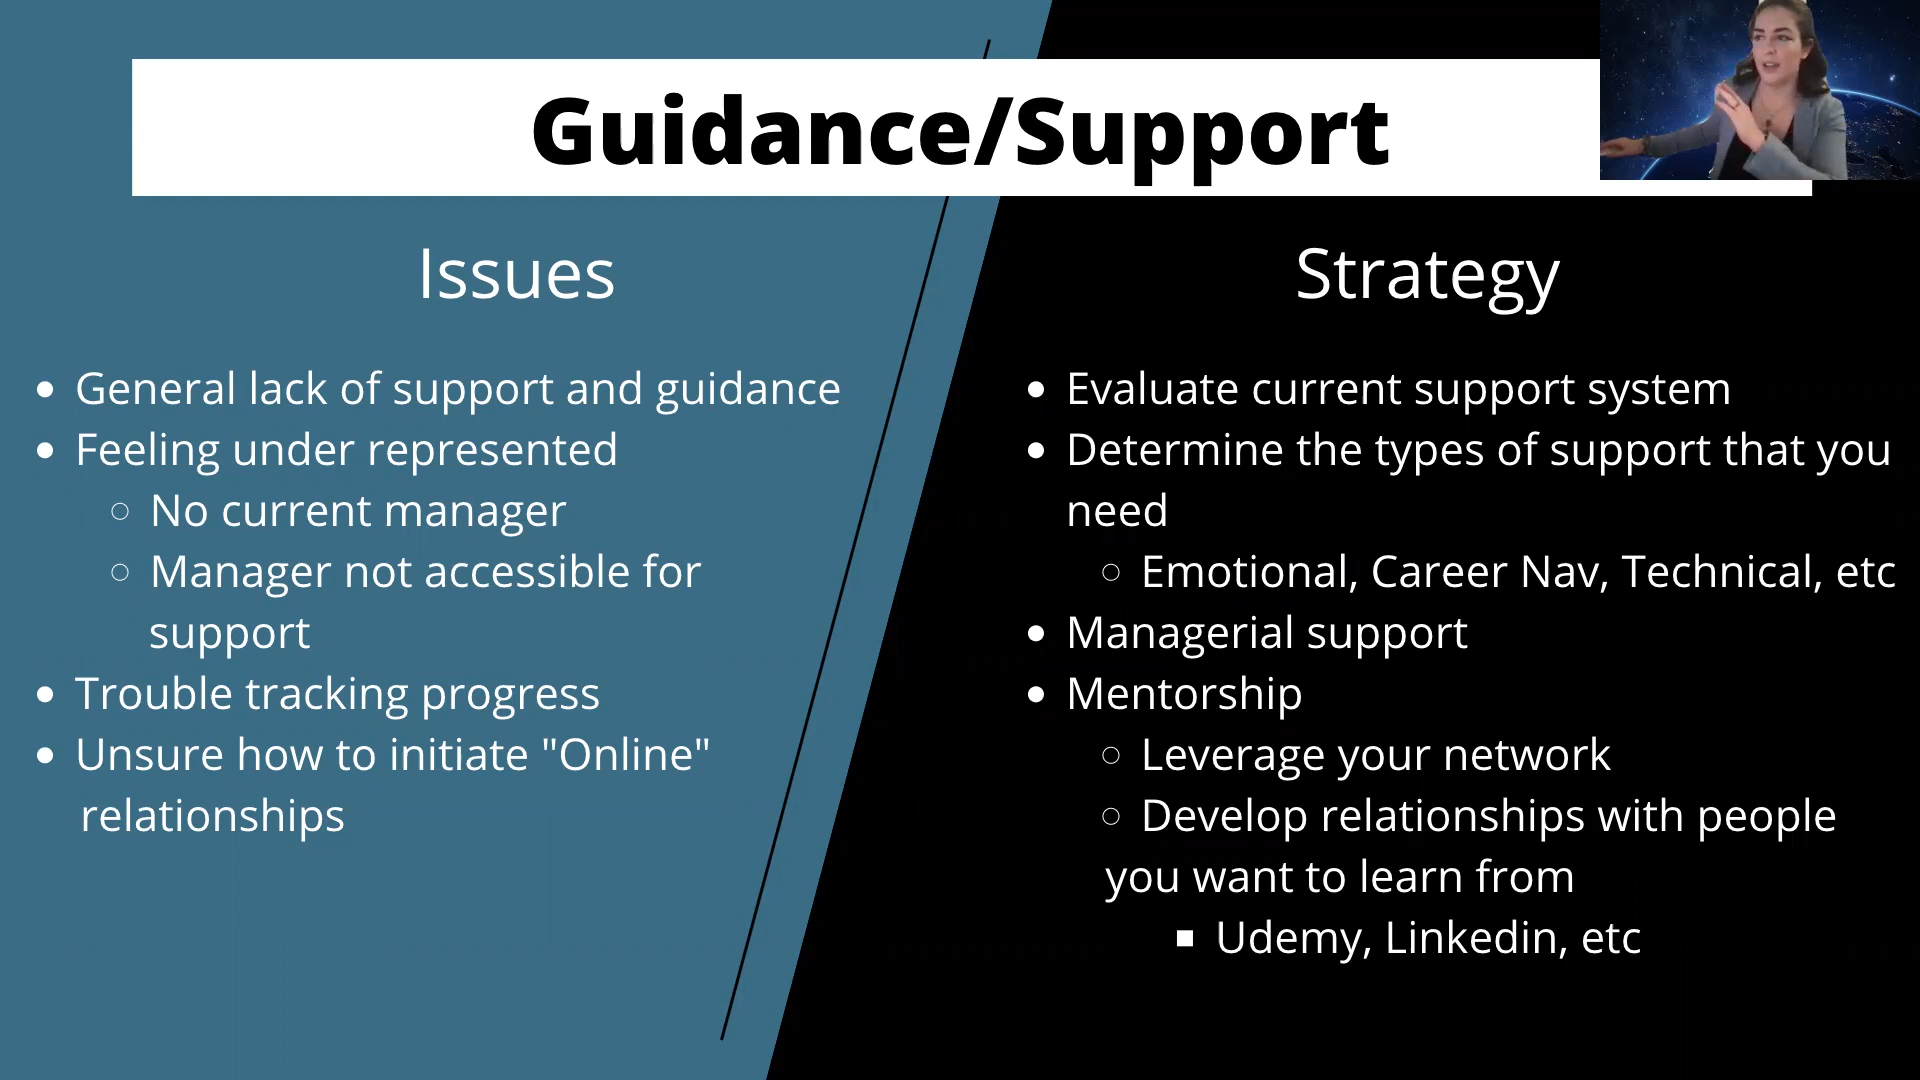 Guidance/Support
Issues
General lack of support and guidance
Feeling under represented
No current manager
Manager not accessible for
support
Trouble tracking progress
Unsure how to initiate "Online"
relationships
Strategy
Evaluate current support system
Determine the types of support that you
need
Emotional, Career Nav, Technical, etc
Managerial support
Mentorship
Leverage your network
Develop relationships with people
you want to learn from
Udemy, Linkedin, etc